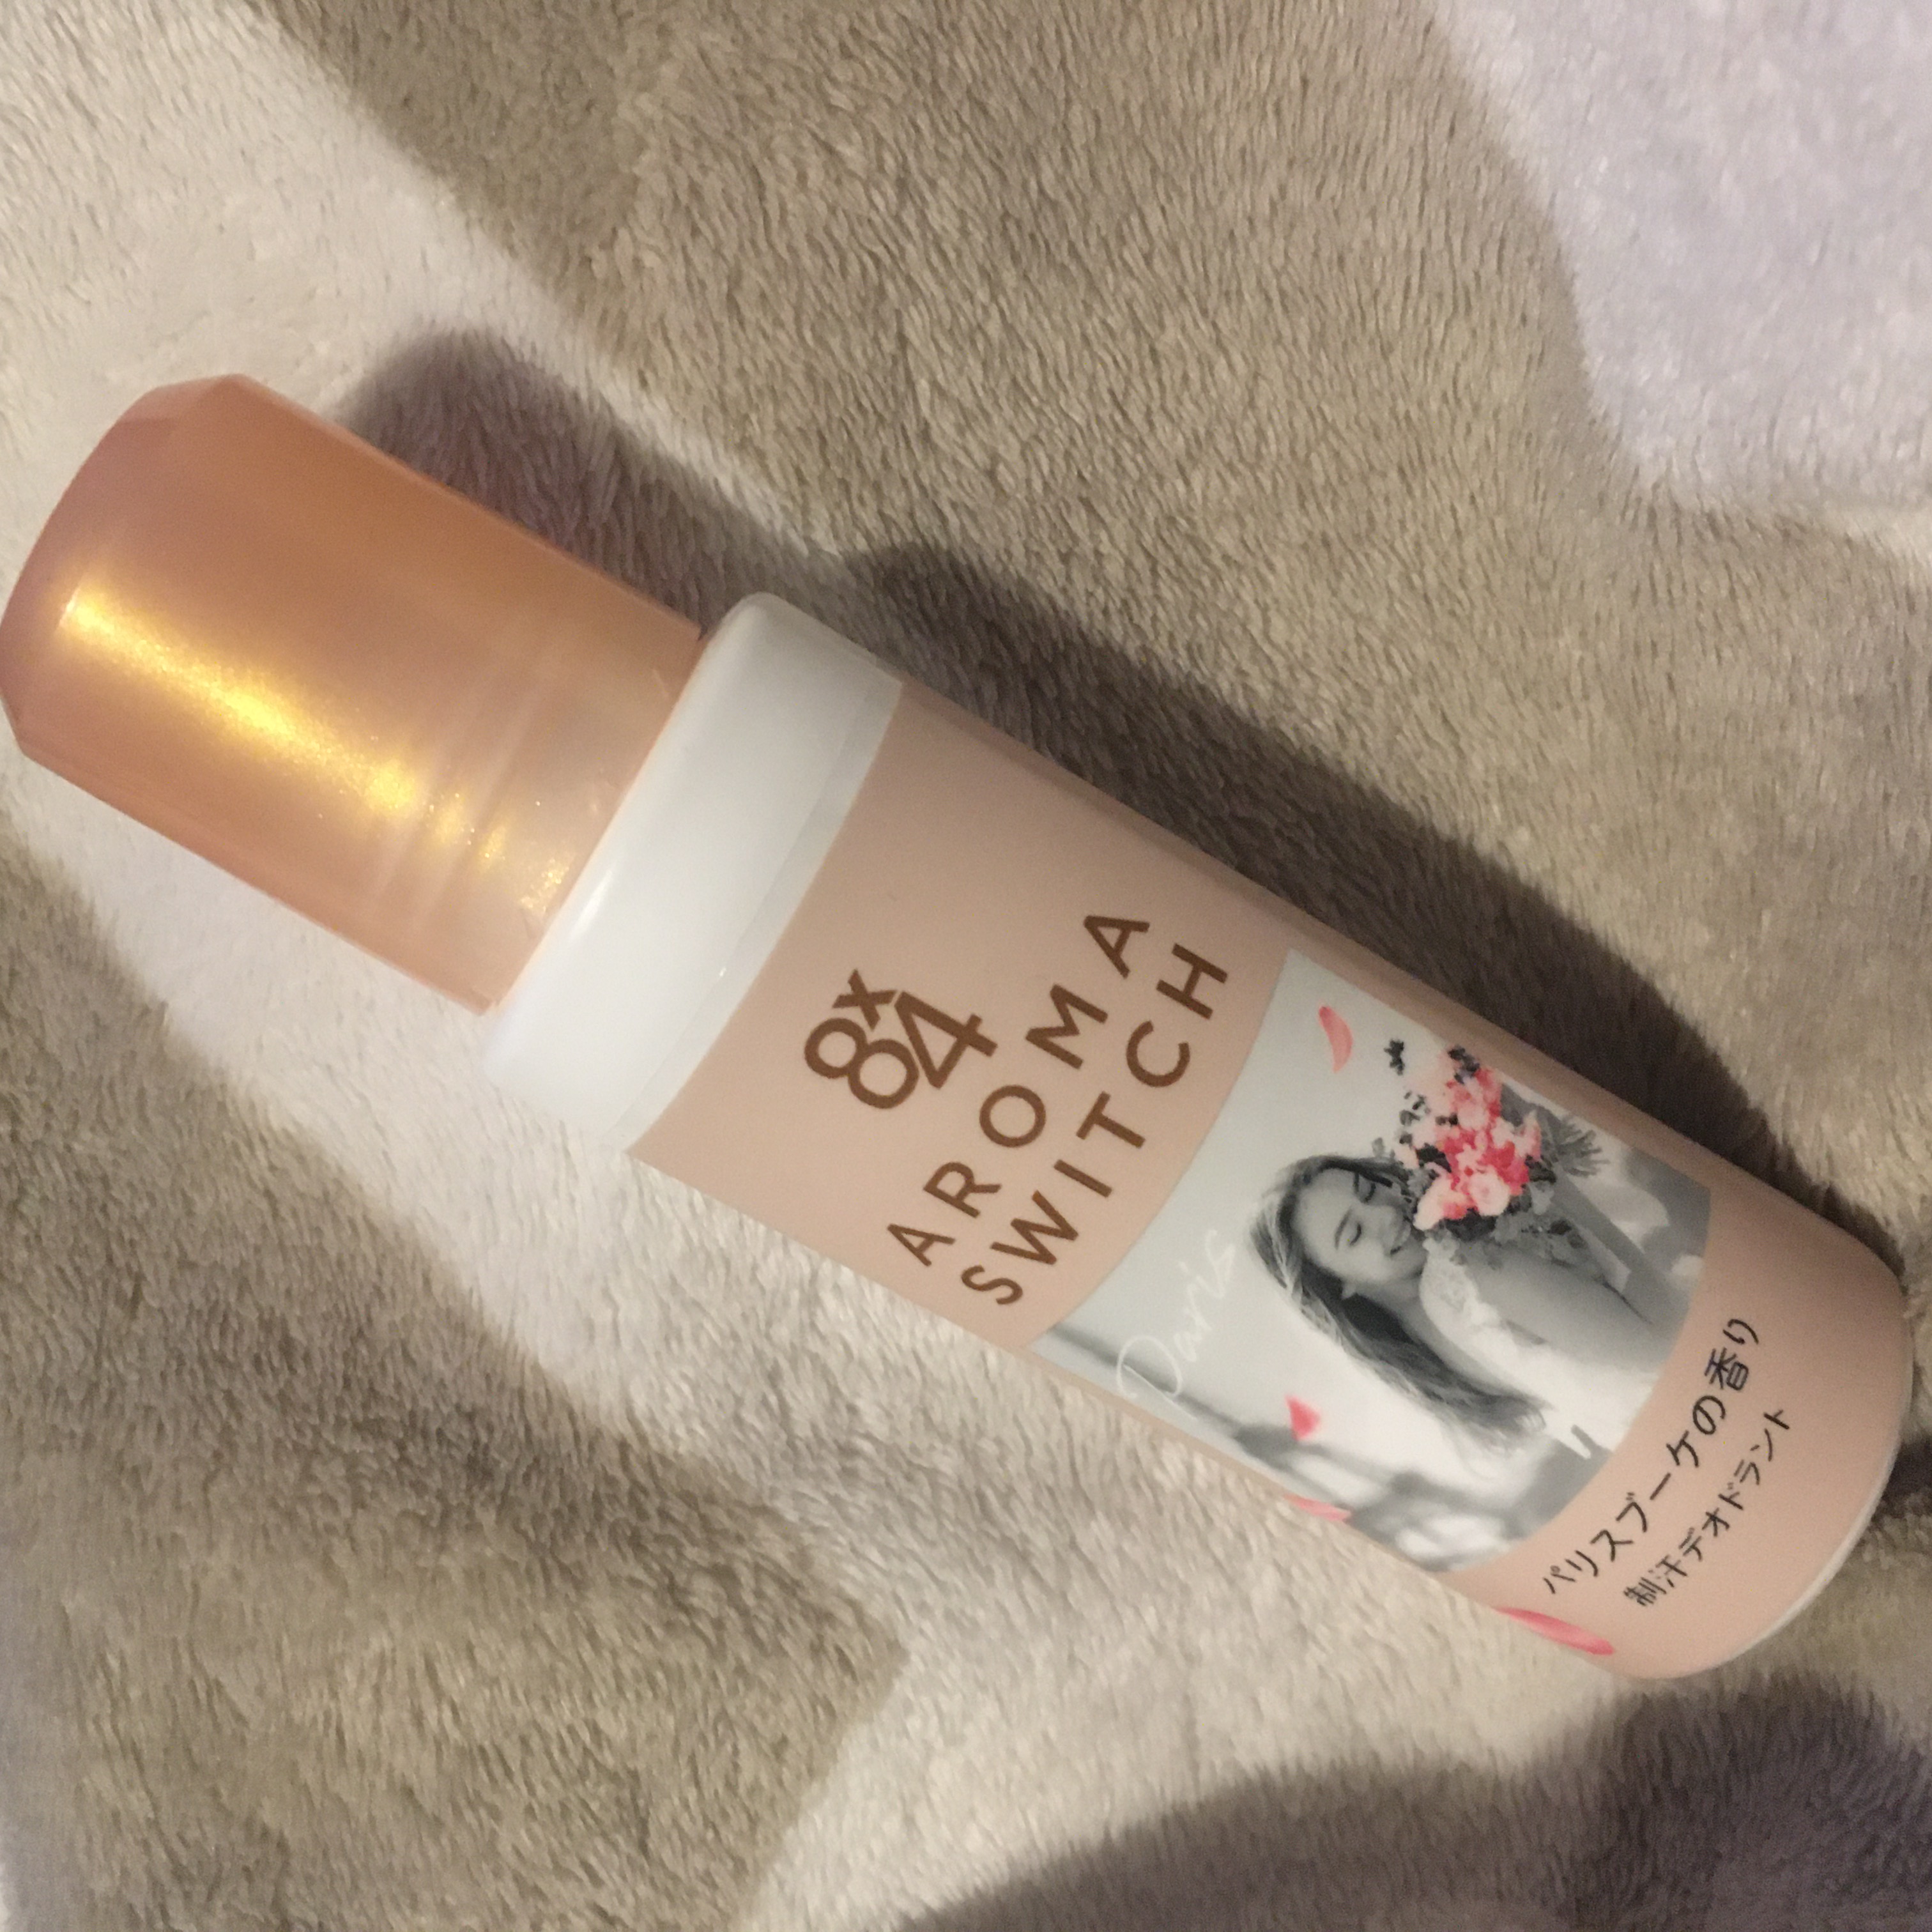 8x4
AROMA
SWITCH
Paris
パリスブーケの香り
制汗デオドラント